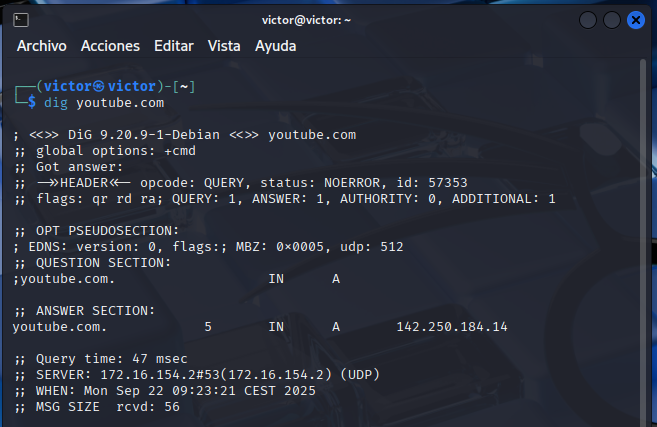 victor@victor: ~
Archivo Acciones Editar Vista Ayuda
┌──(victor㉿victor)-[~]
└─$ dig youtube.com
; <<>> DiG 9.20.9-1-Debian <<>> youtube.com
;; global options: +cmd
;; Got answer:
;; ->>HEADER<<- opcode: QUERY, status: NOERROR, id: 57353
;; flags: qr rd ra; QUERY: 1, ANSWER: 1, AUTHORITY: 0, ADDITIONAL: 1
;; OPT PSEUDOSECTION:
; EDNS: version: 0, flags:; MBZ: 0x0005, udp: 512
;; QUESTION SECTION:
;youtube.com. IN A
;; ANSWER SECTION:
youtube.com. 5 IN A 142.250.184.14
;; Query time: 47 msec
;; SERVER: 172.16.154.2#53(172.16.154.2) (UDP)
;; WHEN: Mon Sep 22 09:23:21 CEST 2025
;; MSG SIZE rcvd: 56